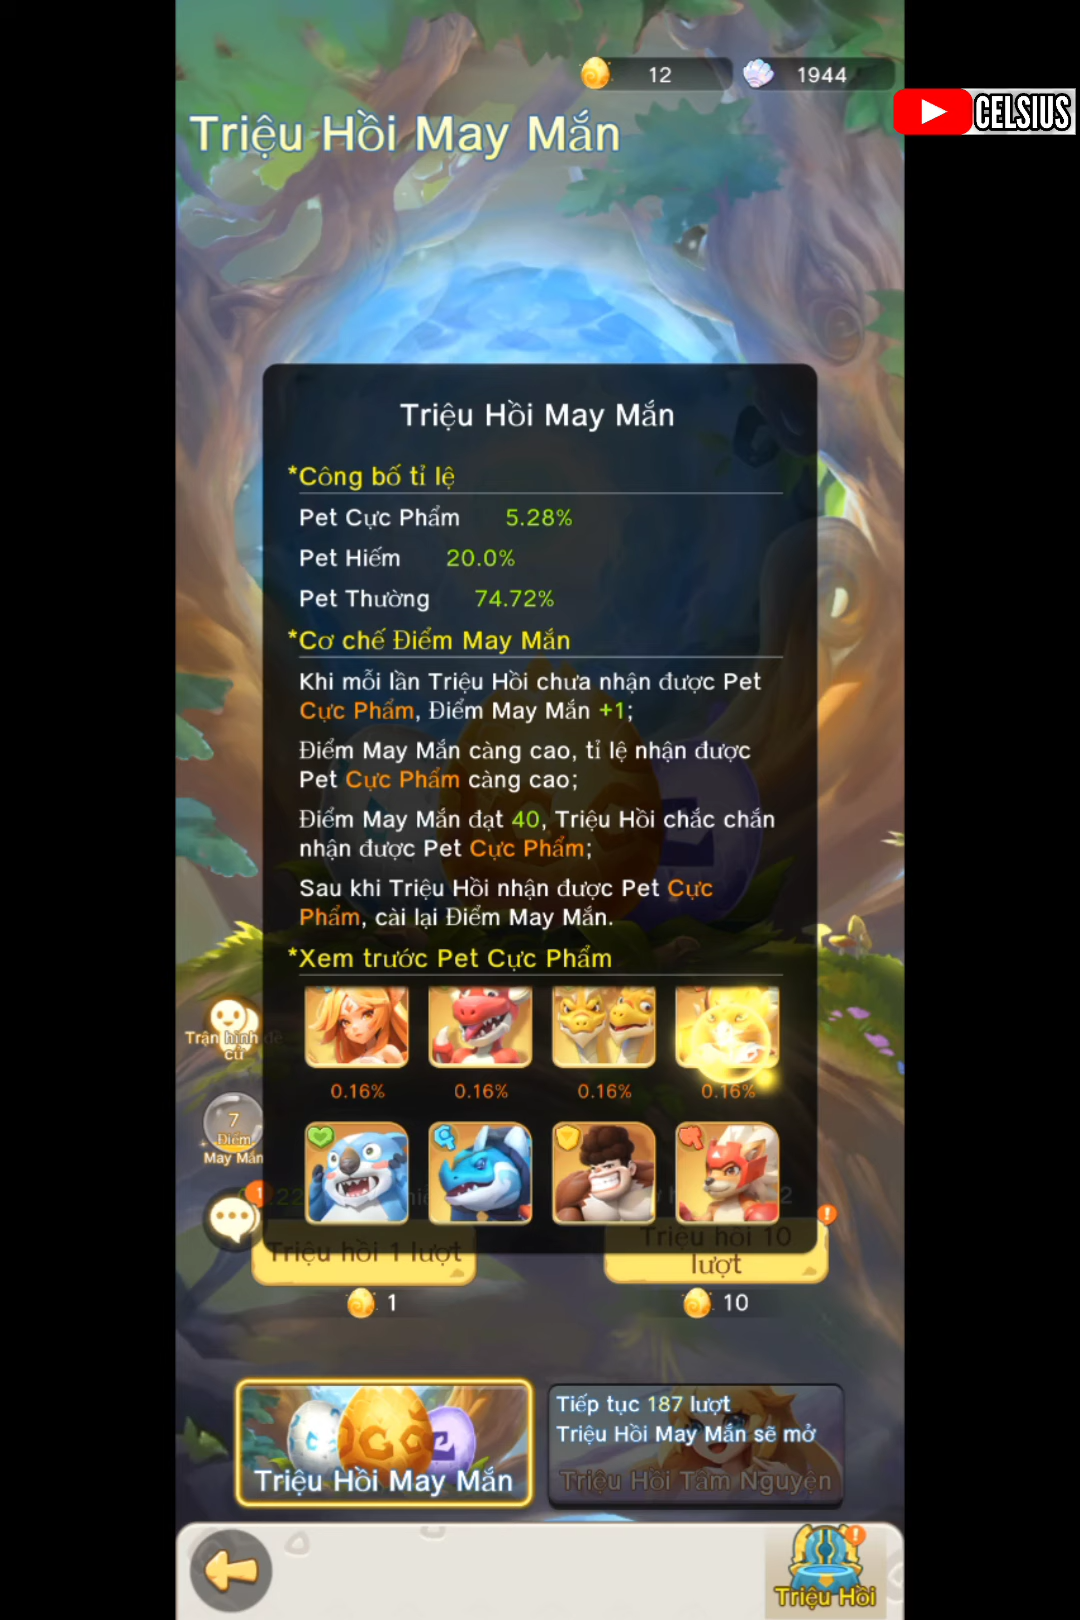 12
1944
CELSIUS
Triệu Hồi May Mắn
Triệu Hồi May Mắn
*Công bố tỉ lệ
Pet Cực Phẩm 5.28%
Pet Hiếm 20.0%
Pet Thường 74.72%
*Cơ chế Điểm May Mắn
Khi mỗi lần Triệu Hồi chưa nhận được Pet
Cực Phẩm, Điểm May Mắn +1;
Điểm May Mắn càng cao, tỉ lệ nhận được
Pet Cực Phẩm càng cao;
Điểm May Mắn đạt 40, Triệu Hồi chắc chắn
nhận được Pet Cực Phẩm;
Sau khi Triệu Hồi nhận được Pet Cực
Phẩm, cài lại Điểm May Mắn.
*Xem trước Pet Cực Phẩm
0.16% 0.16% 0.16% 0.16%
Trận hình đề
cử
7
Điểm
May Mắn
1
Triệu hồi 1 lượt
Triệu hồi 10
lượt
1
10
Triệu Hồi May Mắn
Tiếp tục 187 lượt
Triệu Hồi May Mắn sẽ mở
Triệu Hồi Tâm Nguyện
Triệu Hồi